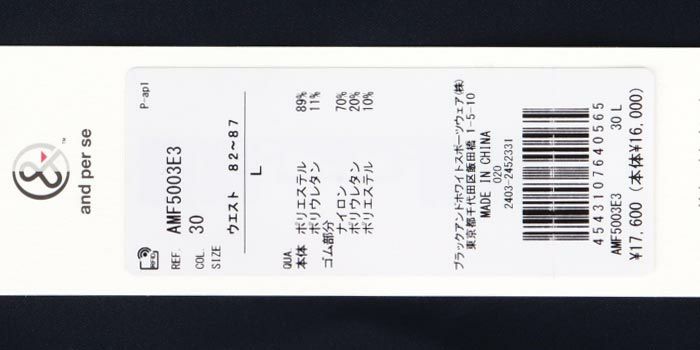 and per se
™
P-apl
REF. AMF5003E3
COL. 30
SIZE
ウエスト 82～87
L
QUA.
本体 ポリエステル 89%
ポリウレタン 11%
ゴム部分
ナイロン 70%
ポリウレタン 20%
ポリエステル 10%
ブラックアンドホワイトスポーツウェア(株)
東京都千代田区飯田橋 1-5-10
MADE IN CHINA
020
2403-2452331
4543107640565
AMF5003E3 30 L
¥17,600 (本体¥16,000)